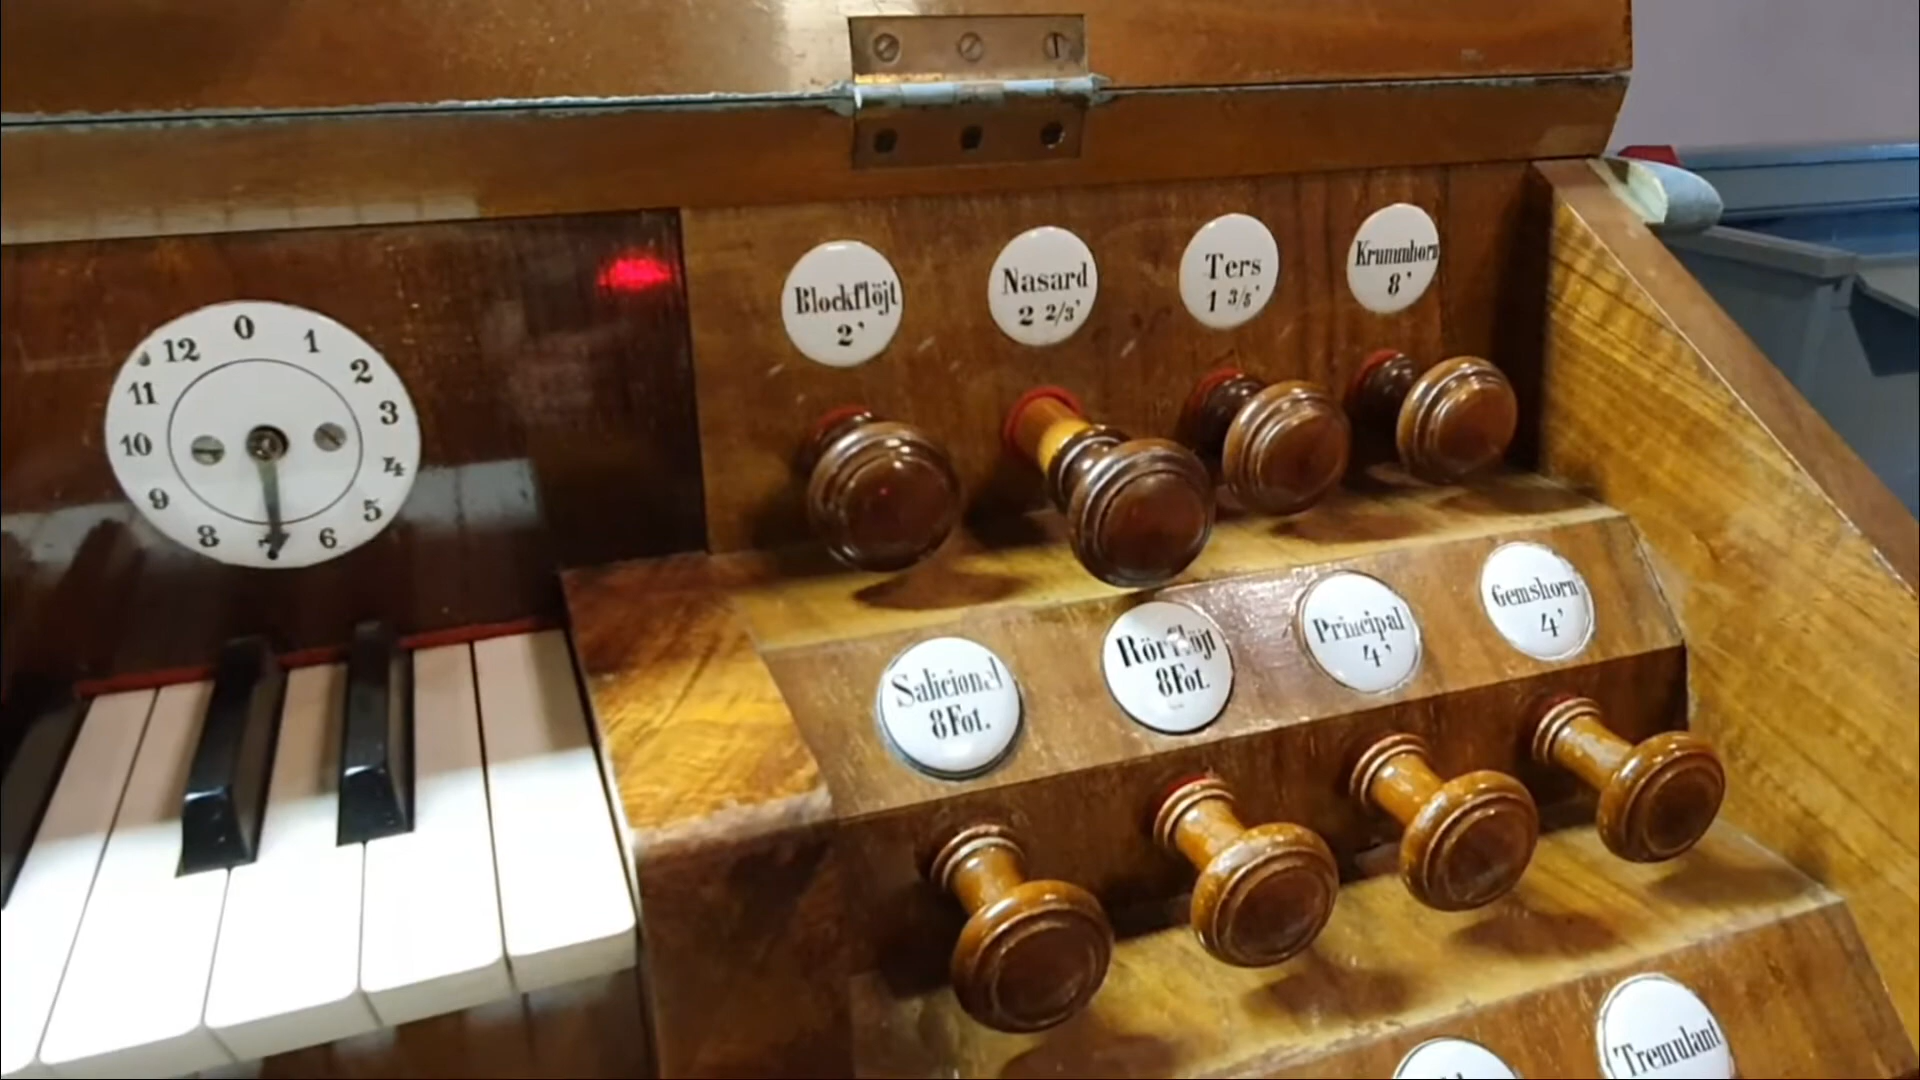 0
1
2
3
4
5
6
7
8
9
10
11
12
Blockflöjt
2'
Nasard
2 2/3'
Ters
1 3/5'
Krummhorn
8'
Salicional
8 Fot.
Rörflöjt
8 Fot.
Principal
4'
Gemshorn
4'
Tremulant